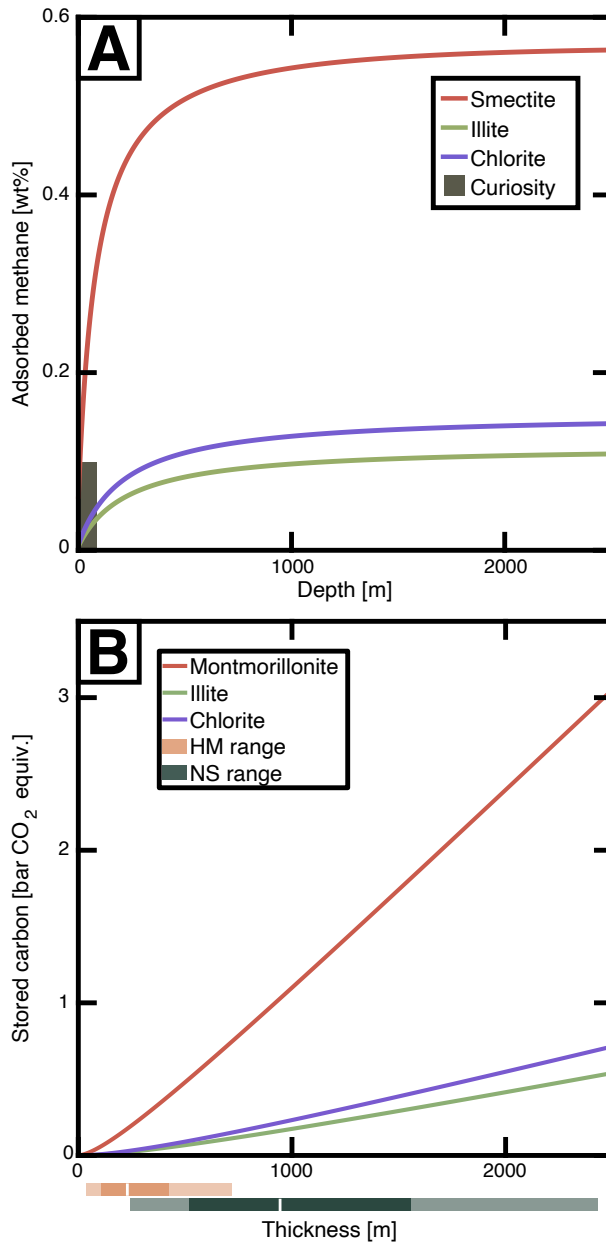 A
0.6
Smectite
Illite
Chlorite
Curiosity
0.4
Adsorbed methane [wt%]
0.2
0
0
1000
2000
Depth [m]
B
Montmorillonite
Illite
Chlorite
HM range
NS range
3
Stored carbon [bar CO2 equiv.]
2
1
0
0
1000
2000
Thickness [m]